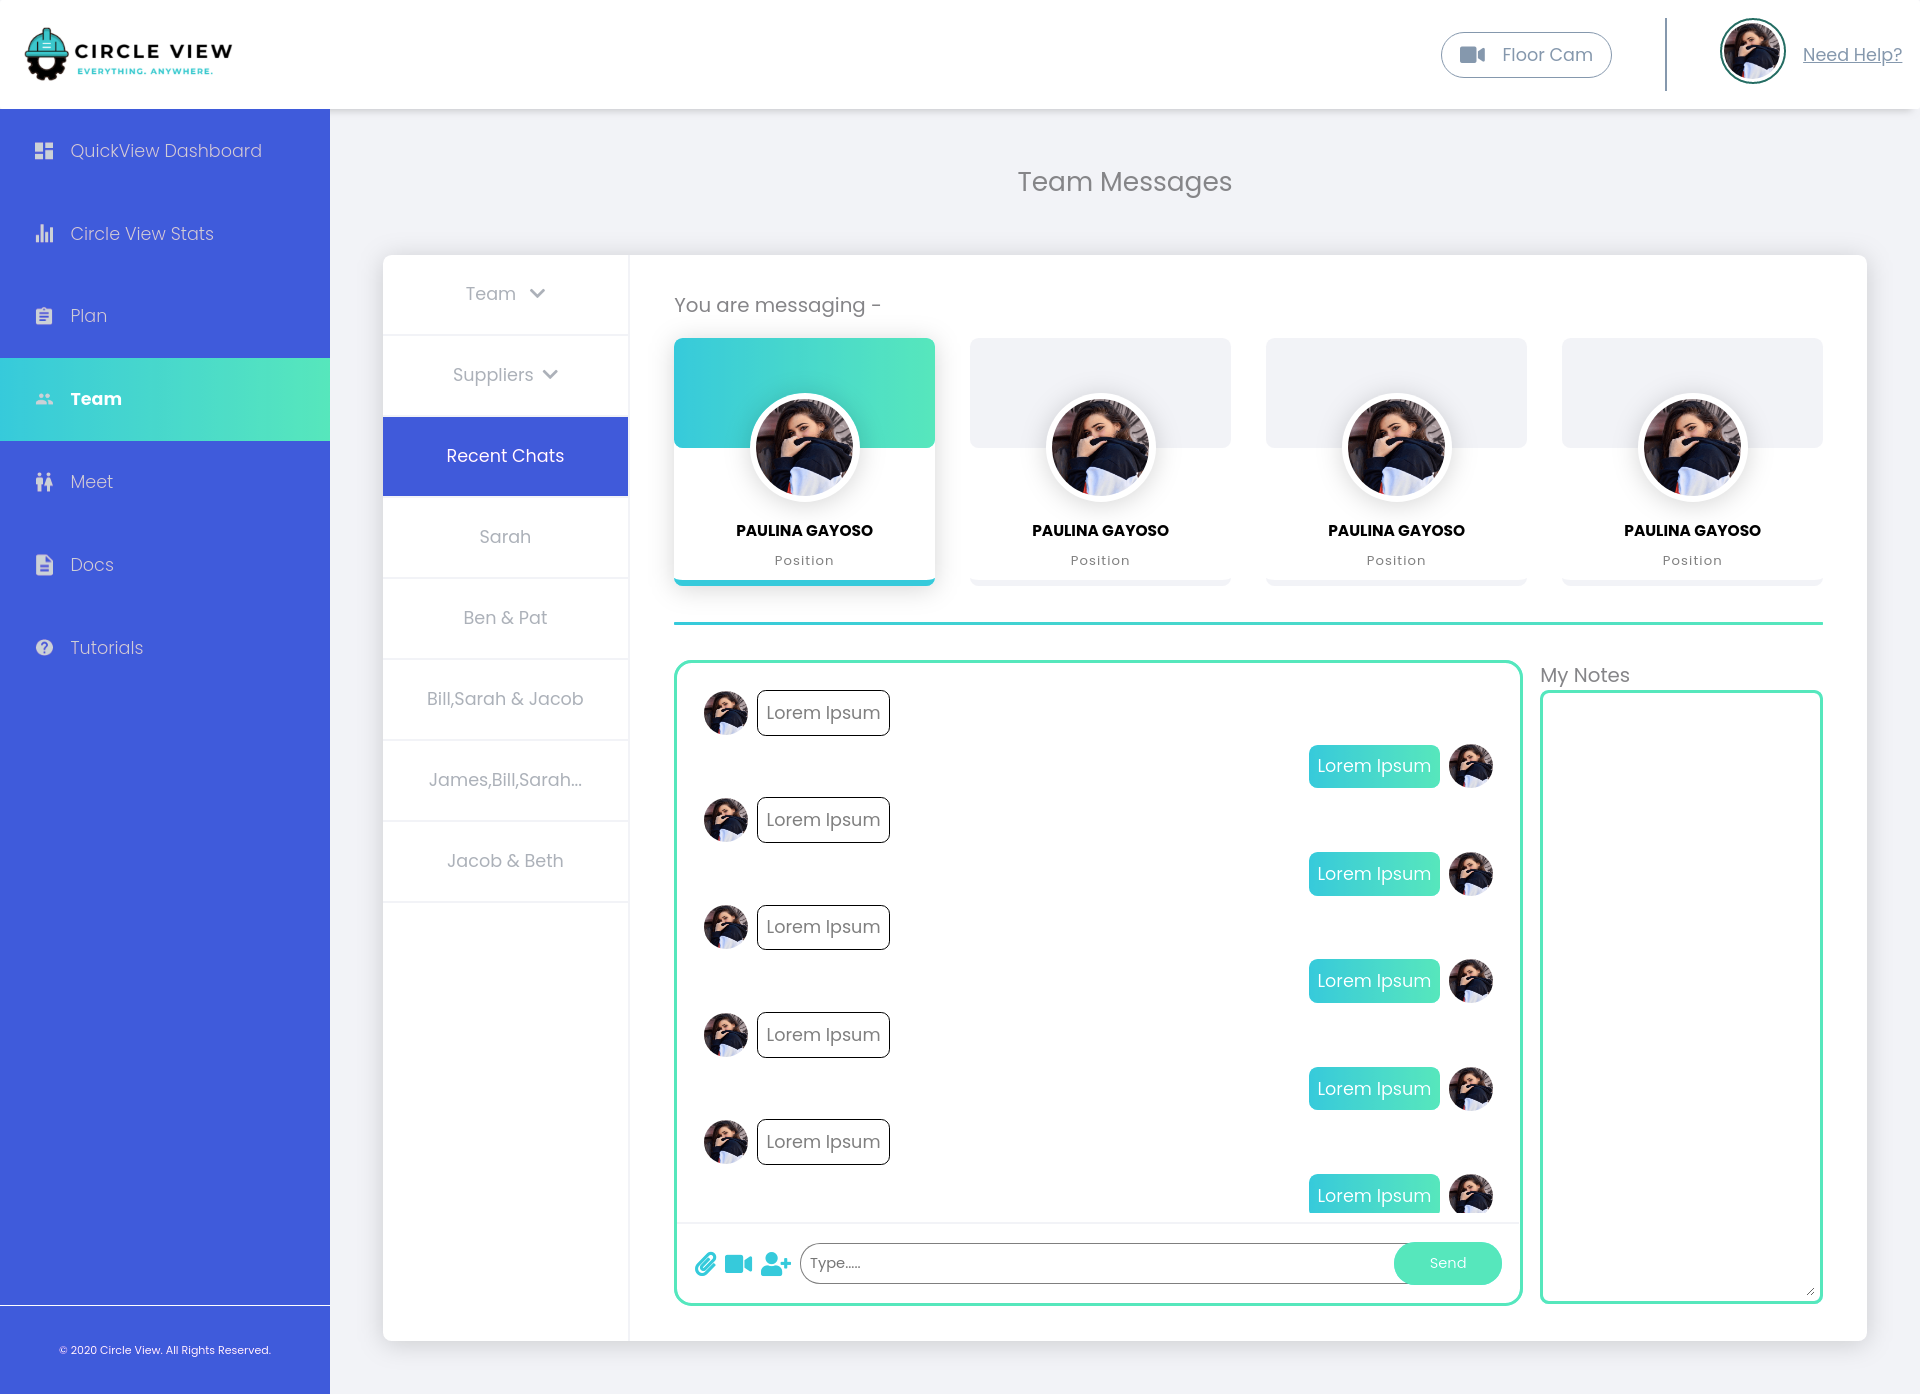 CIRCLE VIEW
EVERYTHING. ANYWHERE.
Floor Cam
Need Help?
QuickView Dashboard
Circle View Stats
Plan
Team
Meet
Docs
Tutorials
© 2020 Circle View. All Rights Reserved.
Team Messages
Team
Suppliers
Recent Chats
Sarah
Ben & Pat
Bill,Sarah & Jacob
James,Bill,Sarah...
Jacob & Beth
You are messaging -
PAULINA GAYOSO
Position
PAULINA GAYOSO
Position
PAULINA GAYOSO
Position
PAULINA GAYOSO
Position
Lorem Ipsum
Lorem Ipsum
Lorem Ipsum
Lorem Ipsum
Lorem Ipsum
Lorem Ipsum
Lorem Ipsum
Lorem Ipsum
Lorem Ipsum
Lorem Ipsum
Type.....
Send
My Notes